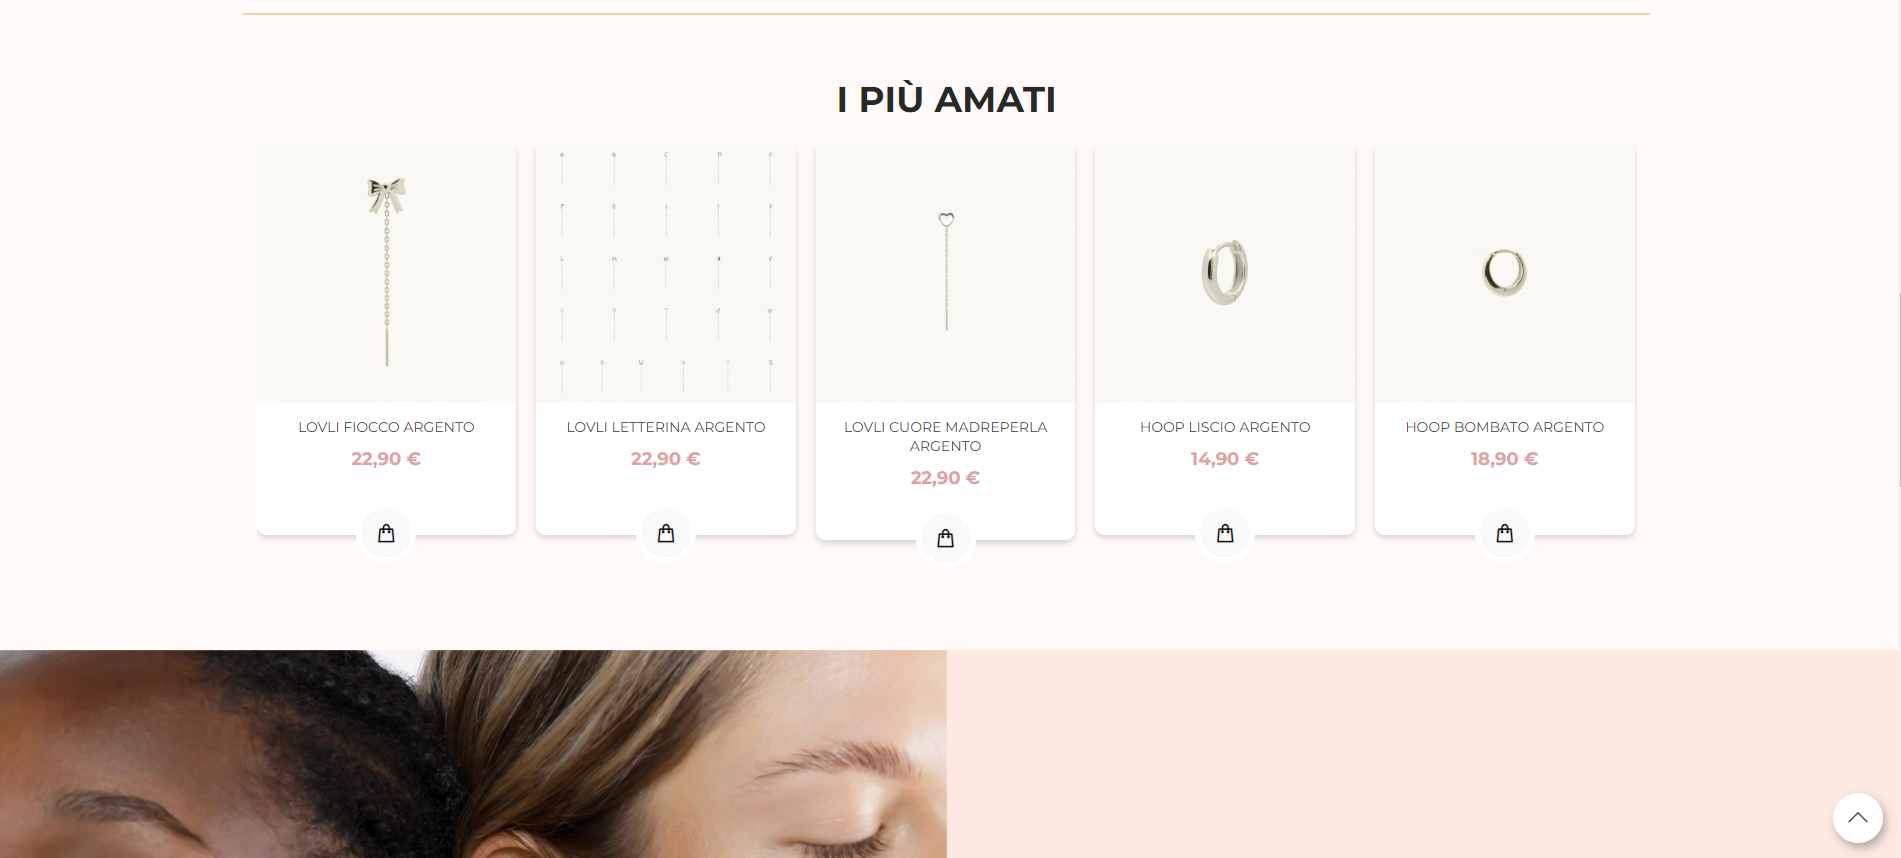 I PIÙ AMATI
LOVLI FIOCCO ARGENTO
22,90 €
LOVLI LETTERINA ARGENTO
22,90 €
LOVLI CUORE MADREPERLA
ARGENTO
22,90 €
HOOP LISCIO ARGENTO
14,90 €
HOOP BOMBATO ARGENTO
18,90 €